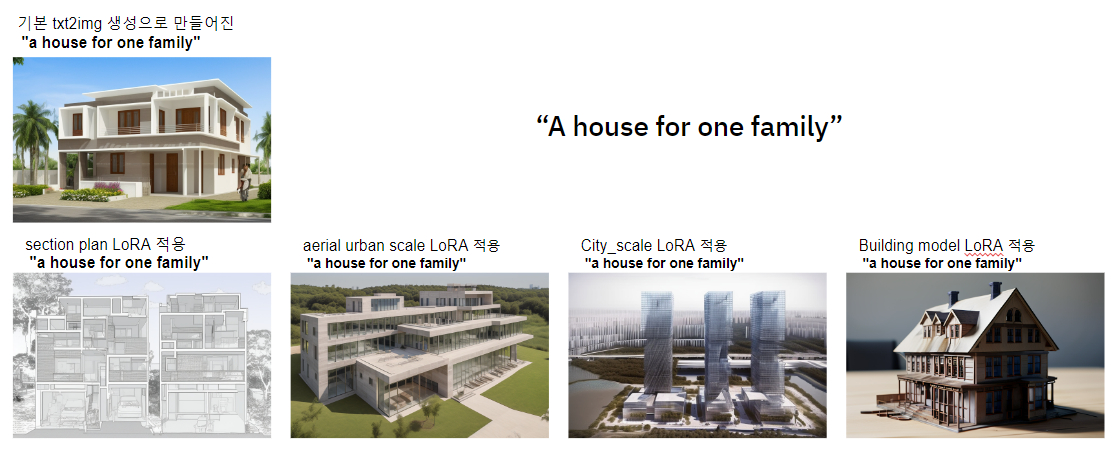 기본 txt2img 생성으로 만들어진
"a house for one family"
“A house for one family”
section plan LoRA 적용
"a house for one family"
aerial urban scale LoRA 적용
"a house for one family"
City_scale LoRA 적용
"a house for one family"
Building model LoRA 적용
"a house for one family"